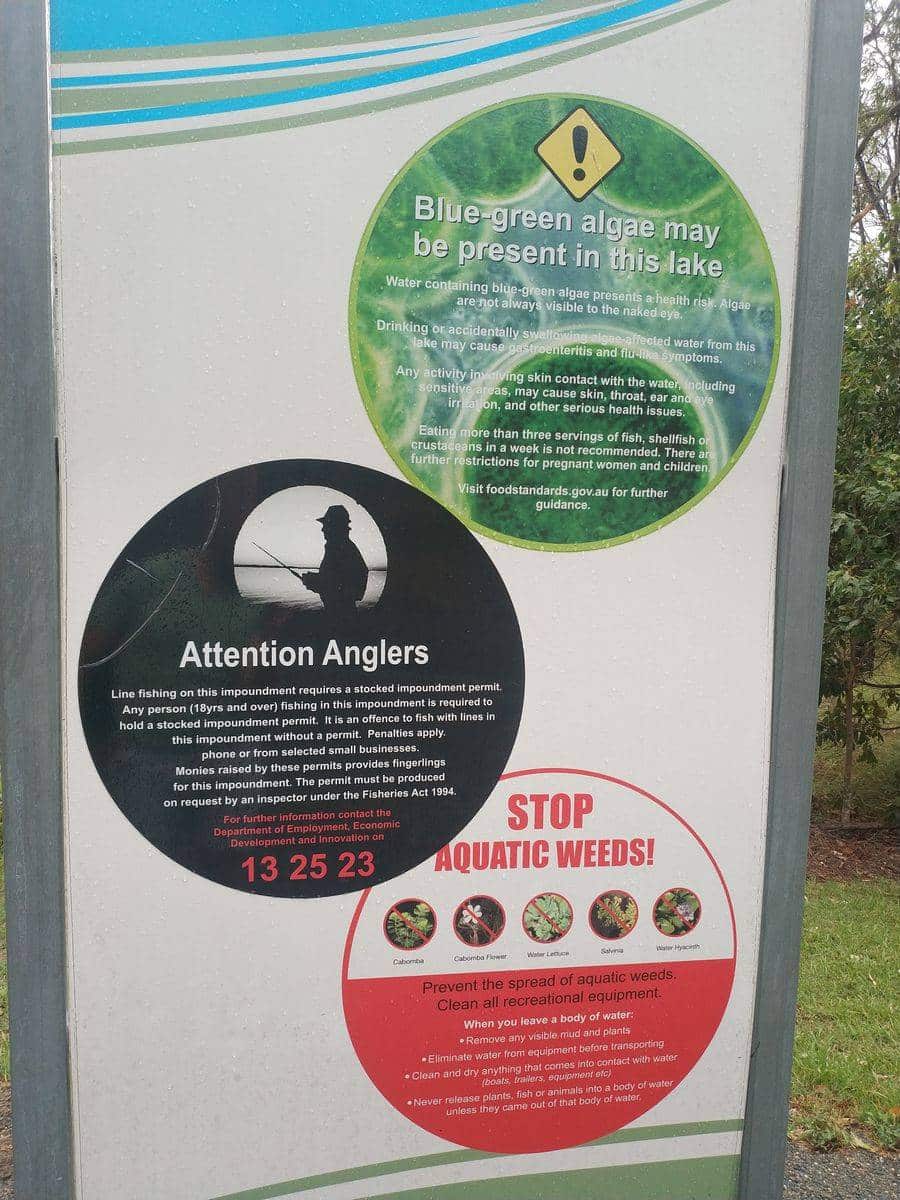 Blue-green algae may
be present in this lake
Water containing blue-green algae presents a health risk. Algae
are not always visible to the naked eye.
Drinking or accidentally swallowing algae-affected water from this
lake may cause gastroenteritis and flu-like symptoms.
Any activity involving skin contact with the water, including
sensitive areas, may cause skin, throat, ear and eye
irritation, and other serious health issues.
Eating more than three servings of fish, shellfish or
crustaceans in a week is not recommended. There are
further restrictions for pregnant women and children.
Visit foodstandards.gov.au for further
guidance.
Attention Anglers
Line fishing on this impoundment requires a stocked impoundment permit.
Any person (18yrs and over) fishing in this impoundment is required to
hold a stocked impoundment permit. It is an offence to fish with lines in
this impoundment without a permit. Penalties apply.
phone or from selected small businesses.
Monies raised by these permits provides fingerlings
for this impoundment. The permit must be produced
on request by an inspector under the Fisheries Act 1994.
For further information contact the
Department of Employment, Economic
Development and Innovation on
13 25 23
STOP
AQUATIC WEEDS!
Cabomba Cabomba Flower Water Lettuce Salvinia Water Hyacinth
Prevent the spread of aquatic weeds.
Clean all recreational equipment.
When you leave a body of water:
• Remove any visible mud and plants
• Eliminate water from equipment before transporting
• Clean and dry anything that comes into contact with water
(boats, trailers, equipment etc)
• Never release plants, fish or animals into a body of water
unless they came out of that body of water.